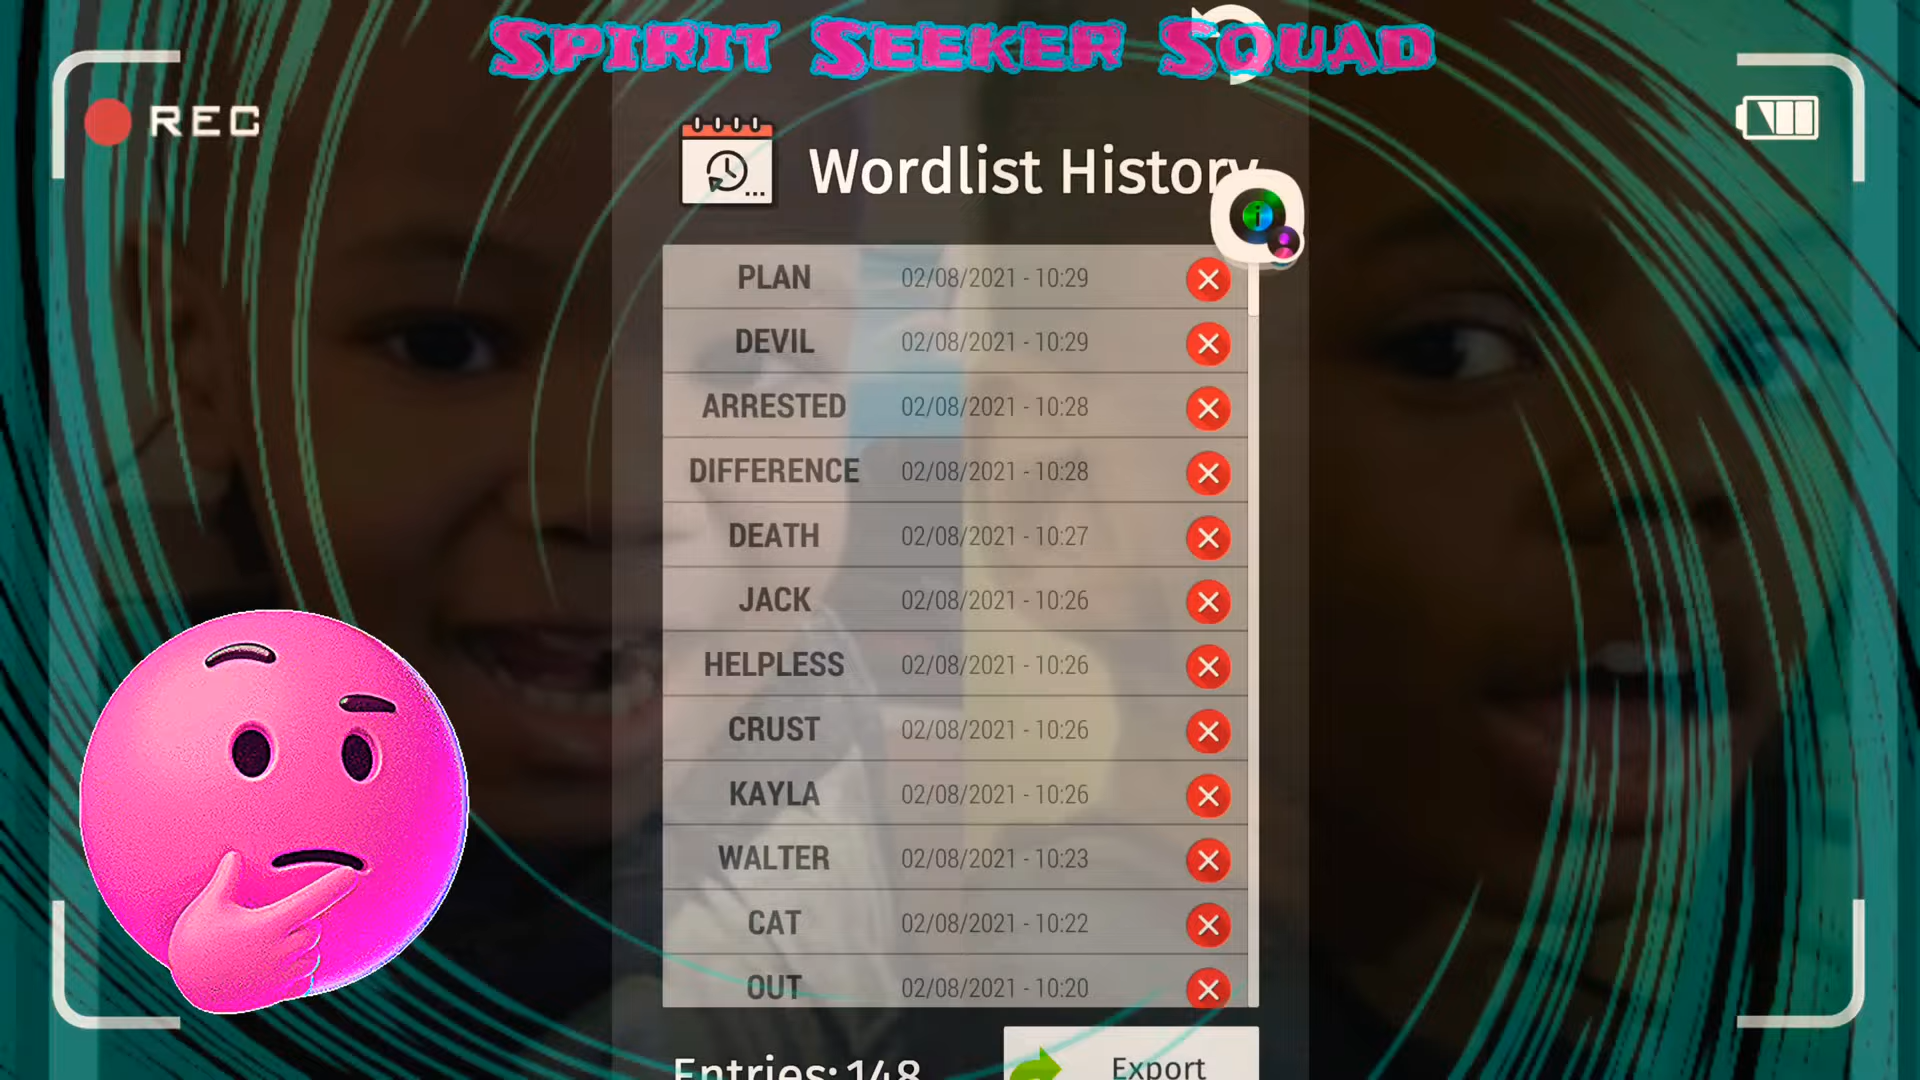 Spirit Seeker Squad
REC
Wordlist History
PLAN 02/08/2021 - 10:29
DEVIL 02/08/2021 - 10:29
ARRESTED 02/08/2021 - 10:28
DIFFERENCE 02/08/2021 - 10:28
DEATH 02/08/2021 - 10:27
JACK 02/08/2021 - 10:26
HELPLESS 02/08/2021 - 10:26
CRUST 02/08/2021 - 10:26
KAYLA 02/08/2021 - 10:26
WALTER 02/08/2021 - 10:23
CAT 02/08/2021 - 10:22
OUT 02/08/2021 - 10:20
Entries: 148
Export